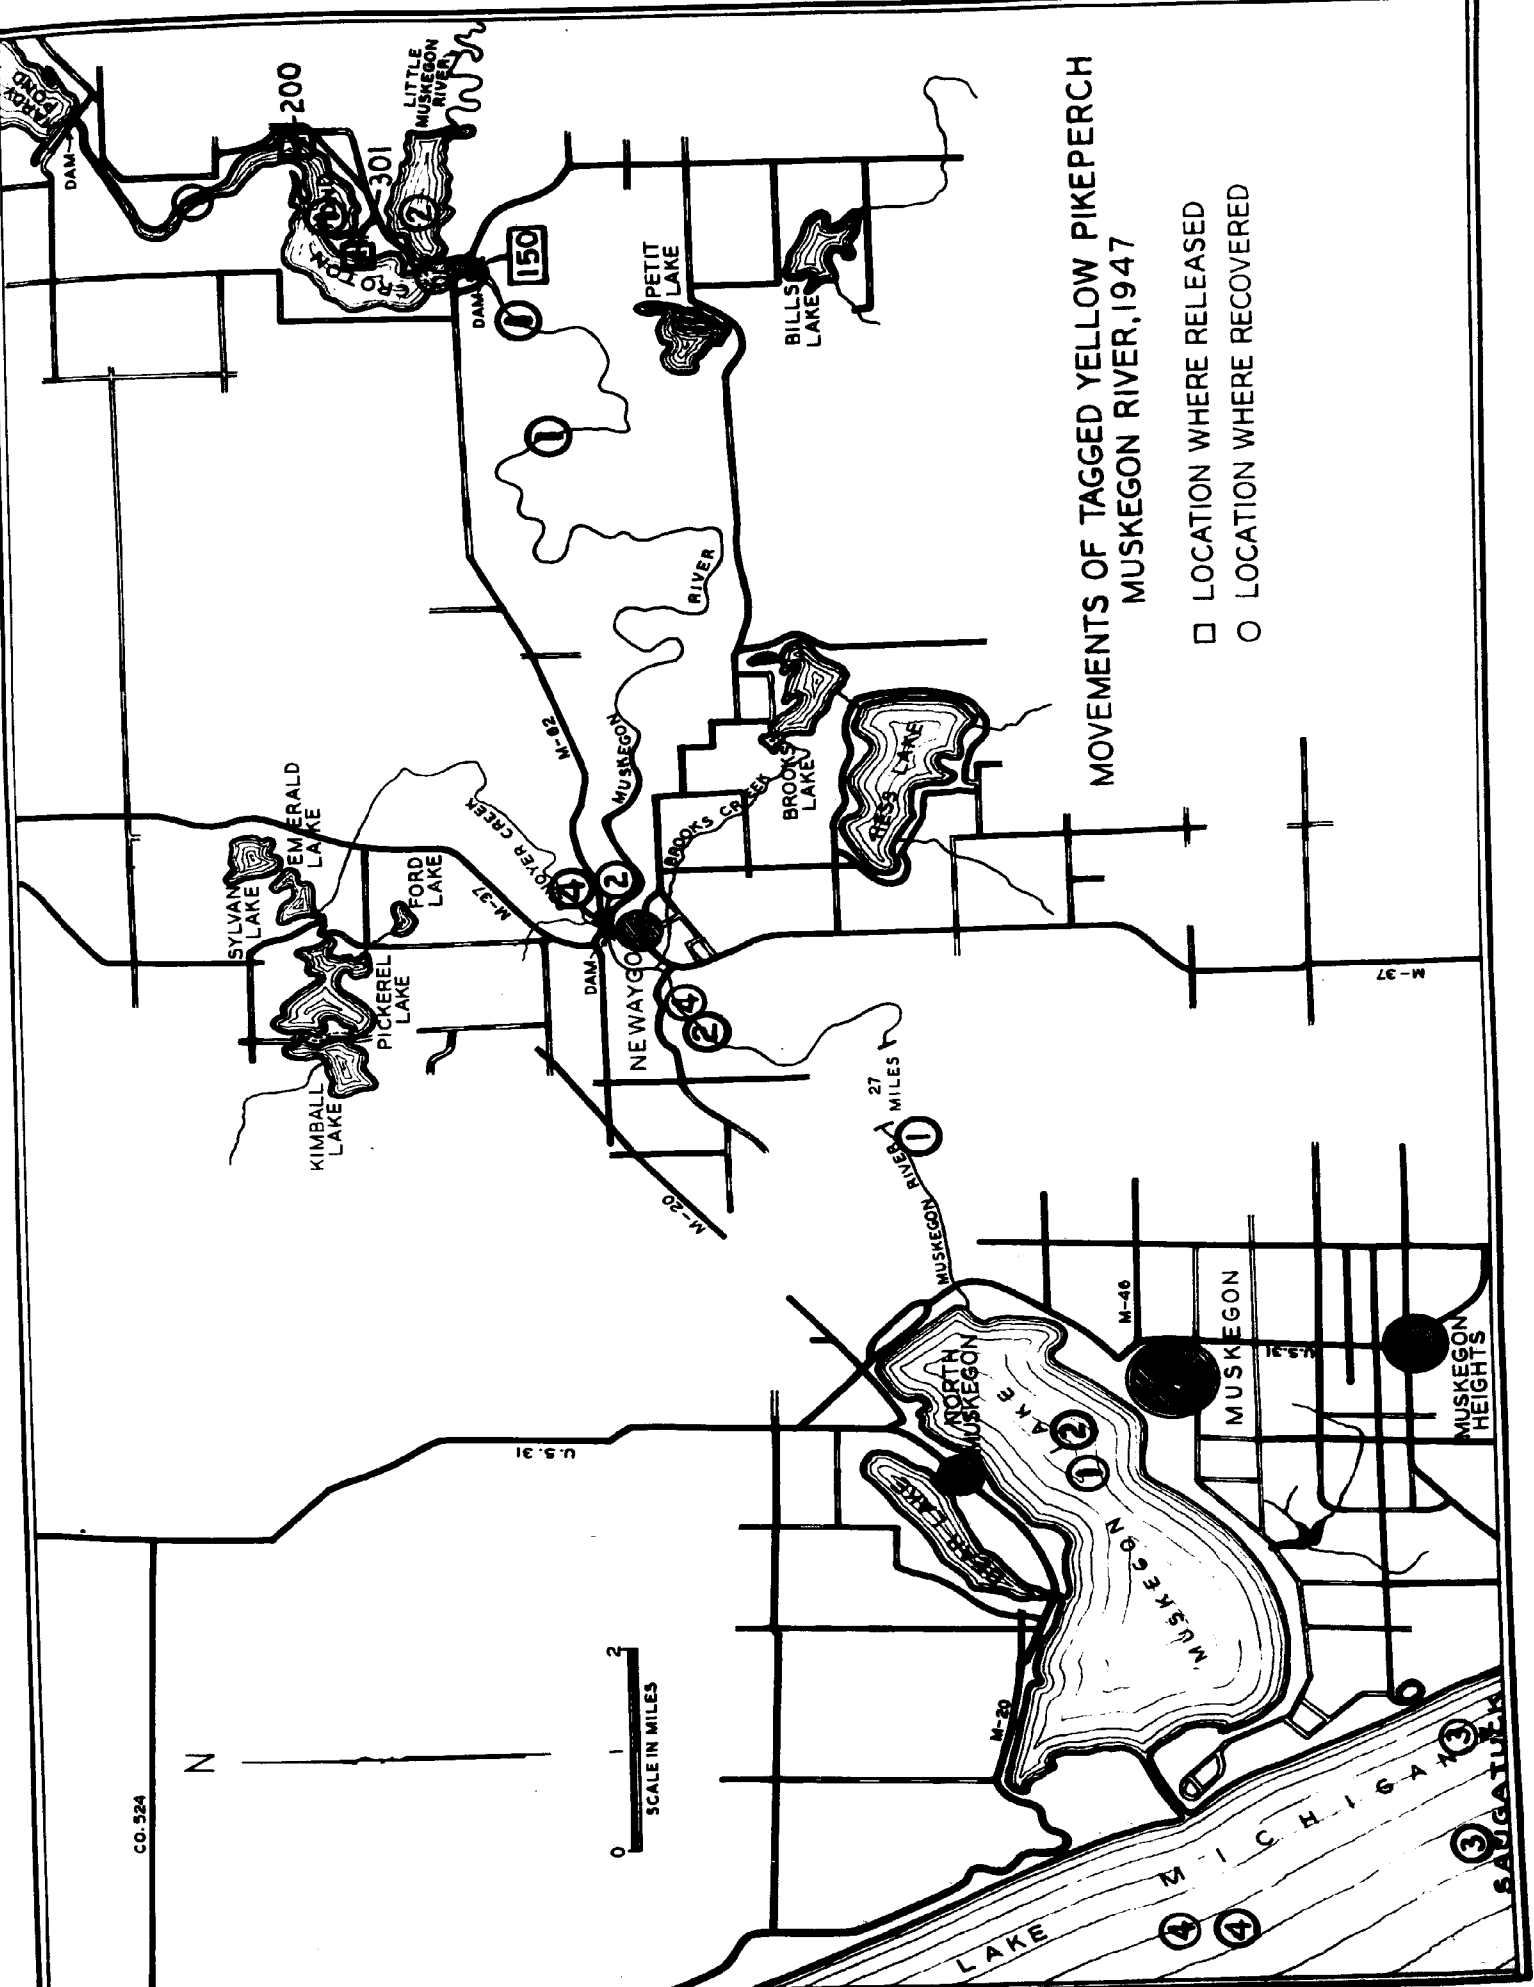 MOVEMENTS OF TAGGED YELLOW PIKEPERCH
MUSKEGON RIVER, 1947
□ LOCATION WHERE RELEASED
○ LOCATION WHERE RECOVERED
N
0 1 2
SCALE IN MILES
CO. 524
U.S. 31
M-20
LAKE MICHIGAN
4
4
3
3
SAUGATUCK
MUSKEGON LAKE
1
2
BEAR LAKE
NORTH
MUSKEGON
MUSKEGON
MUSKEGON
HEIGHTS
U.S. 31
M-46
MUSKEGON RIVER
1
27
MILES
M-20
KIMBALL
LAKE
PICKEREL
LAKE
SYLVAN
LAKE
EMERALD
LAKE
FORD
LAKE
M-37
CREEK
M-82
DAM
NEWAYGO
4
2
4
2
MUSKEGON
RIVER
BROOKS CREEK
BROOKS
LAKE
HESS LAKE
M-37
1
PETIT
LAKE
BILLS
LAKE
DAM
150
2
301
200
LITTLE
MUSKEGON
RIVER
DAM
POND